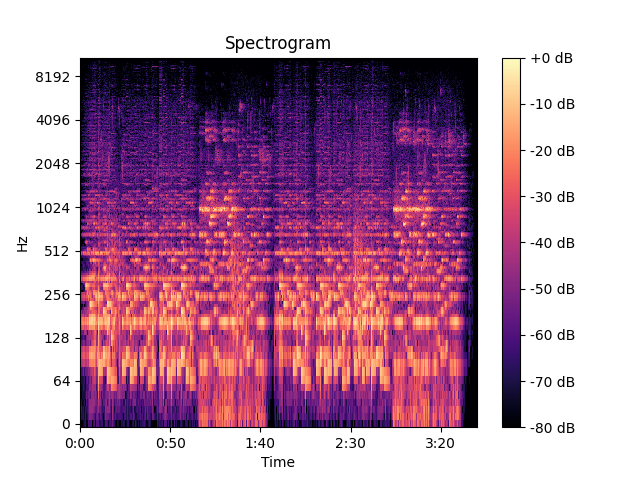 Spectrogram
8192
4096
2048
1024
512
256
128
64
0
Hz
0:00 0:50 1:40 2:30 3:20
Time
+0 dB
-10 dB
-20 dB
-30 dB
-40 dB
-50 dB
-60 dB
-70 dB
-80 dB